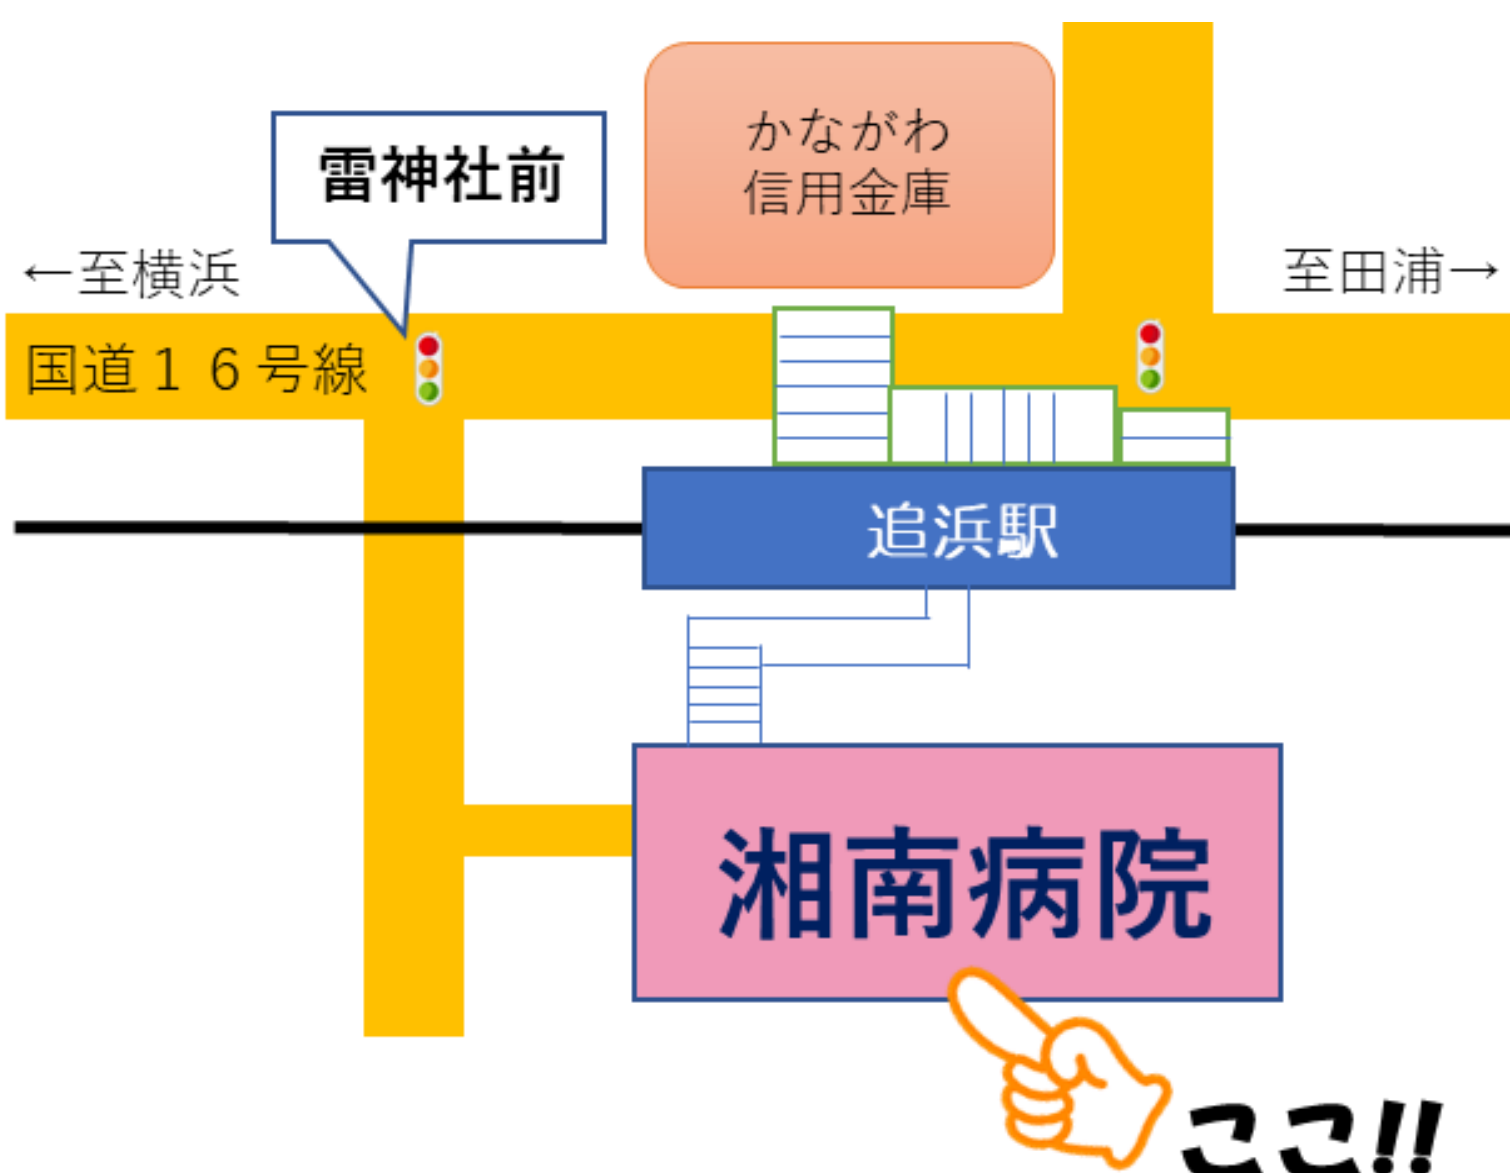 かながわ
信用金庫
雷神社前
←至横浜
至田浦→
国道１６号線
追浜駅
湘南病院
ここ!!